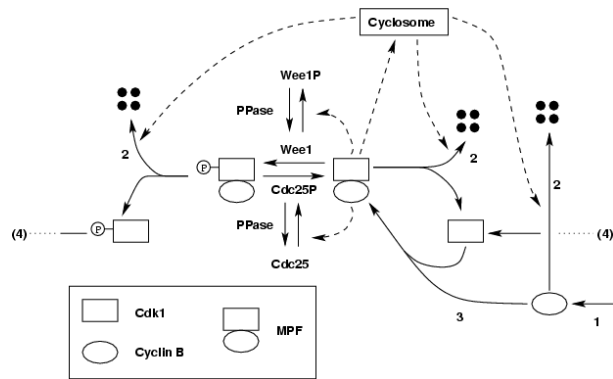 Cyclosome
Wee1P
PPase
2
Wee1
2
2
P
Cdc25P
(4)
P
PPase
(4)
Cdc25
Cdk1
MPF
Cyclin B
3
1